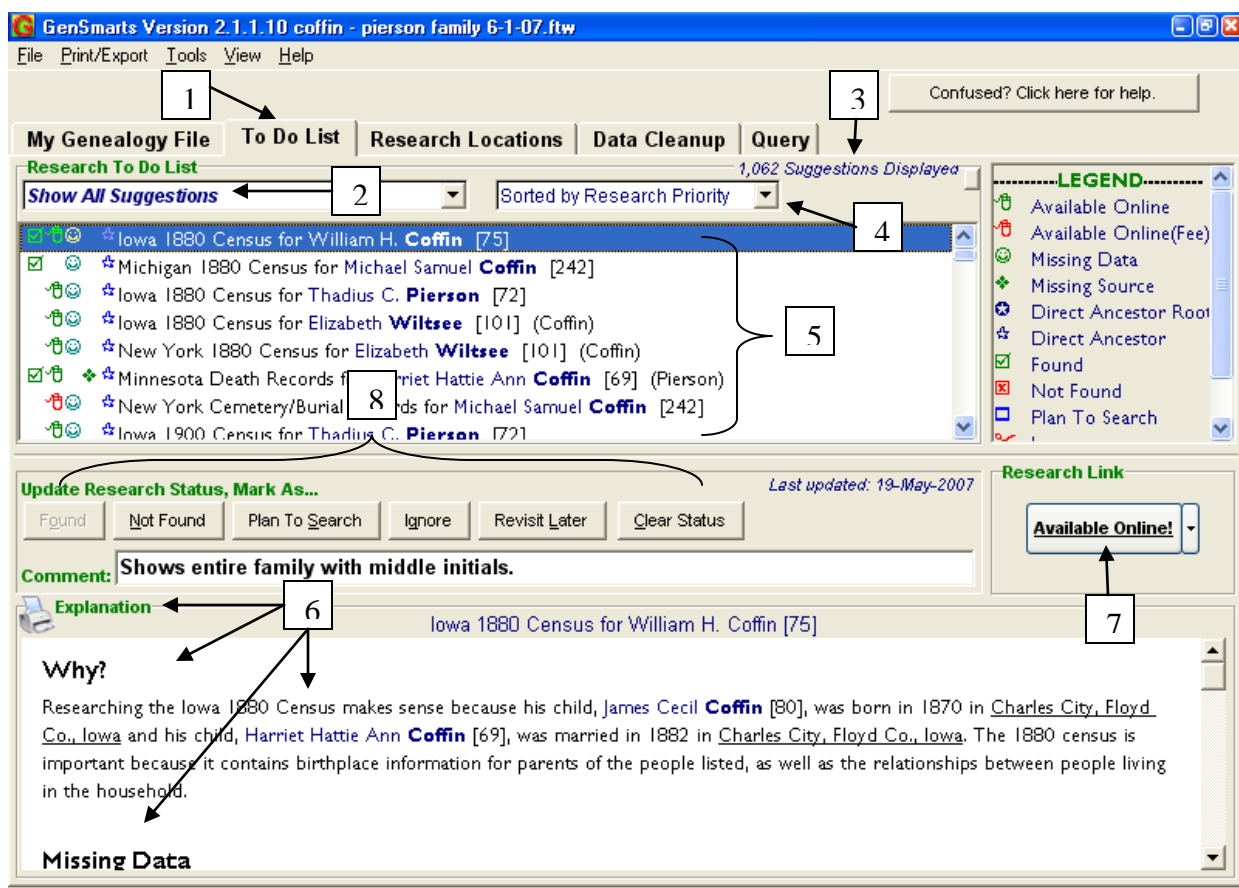 GenSmarts Version 2.1.1.10 coffin - pierson family 6-1-07.ftw
File Print/Export Tools View Help
1
3
Confused? Click here for help.
My Genealogy File To Do List Research Locations Data Cleanup Query
Research To Do List
1,062 Suggestions Displayed
Show All Suggestions
2
Sorted by Research Priority
4
Iowa 1880 Census for William H. Coffin [75]
Michigan 1880 Census for Michael Samuel Coffin [242]
Iowa 1880 Census for Thadius C. Pierson [72]
Iowa 1880 Census for Elizabeth Wiltsee [101] (Coffin)
New York 1880 Census for Elizabeth Wiltsee [101] (Coffin)
Minnesota Death Records f rriet Hattie Ann Coffin [69] (Pierson)
New York Cemetery/Burial ds for Michael Samuel Coffin [242]
Iowa 1900 Census for Thadius C. Pierson [72]
5
8
----------LEGEND----------
Available Online
Available Online(Fee)
Missing Data
Missing Source
Direct Ancestor Root
Direct Ancestor
Found
Not Found
Plan To Search
Update Research Status, Mark As...
Last updated: 19-May-2007
Found Not Found Plan To Search Ignore Revisit Later Clear Status
Comment: Shows entire family with middle initials.
Research Link
Available Online!
7
Explanation
6
Iowa 1880 Census for William H. Coffin [75]
Why?
Researching the Iowa 1880 Census makes sense because his child, James Cecil Coffin [80], was born in 1870 in Charles City, Floyd
Co., Iowa and his child, Harriet Hattie Ann Coffin [69], was married in 1882 in Charles City, Floyd Co., Iowa. The 1880 census is
important because it contains birthplace information for parents of the people listed, as well as the relationships between people living
in the household.
Missing Data